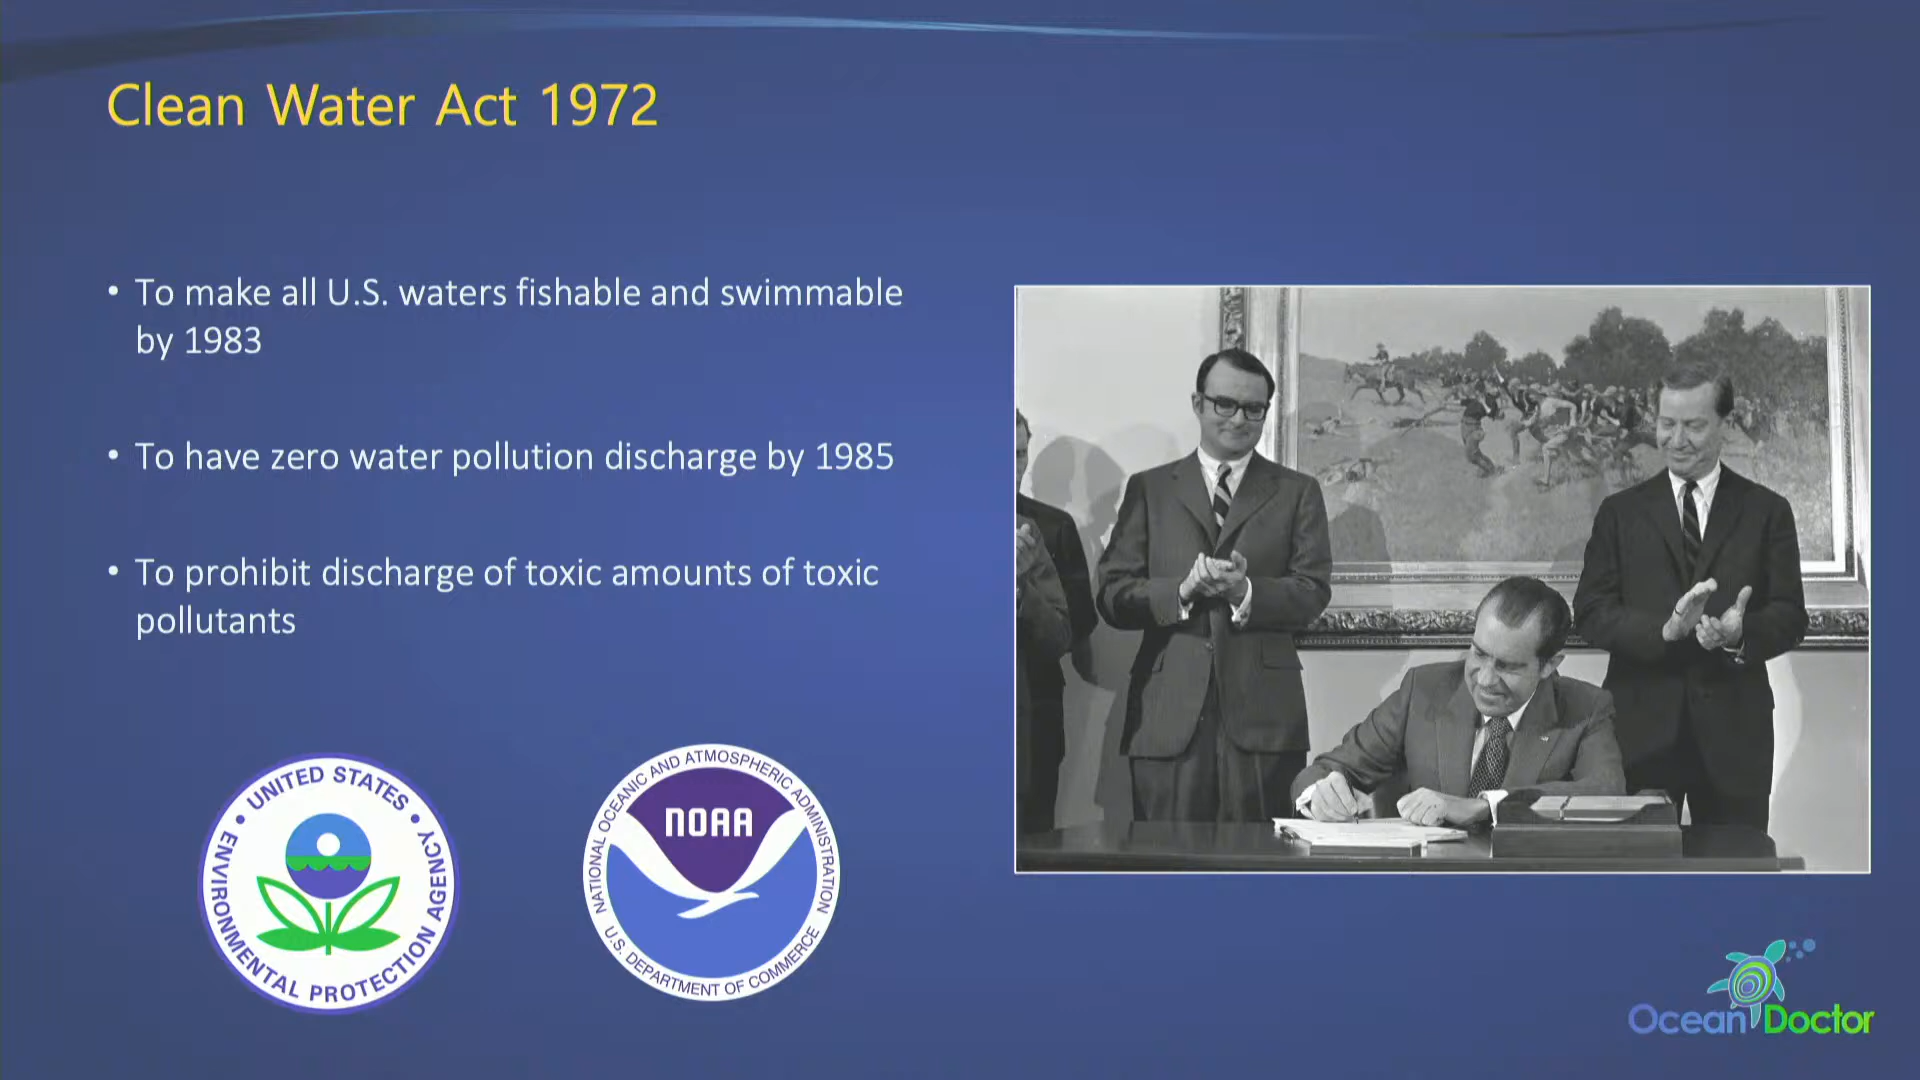 Clean Water Act 1972
• To make all U.S. waters fishable and swimmable
by 1983
• To have zero water pollution discharge by 1985
• To prohibit discharge of toxic amounts of toxic
pollutants
• UNITED STATES •
ENVIRONMENTAL PROTECTION AGENCY
NATIONAL OCEANIC AND ATMOSPHERIC ADMINISTRATION
NOAA
U.S. DEPARTMENT OF COMMERCE
Ocean Doctor